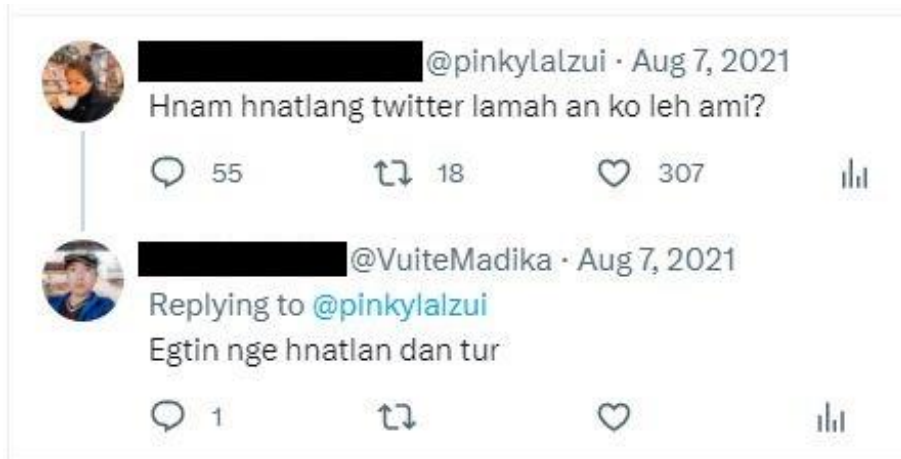 @pinkylalzui · Aug 7, 2021
Hnam hnatlang twitter lamah an ko leh ami?
55 18 307
@VuiteMadika · Aug 7, 2021
Replying to @pinkylalzui
Egtin nge hnatlan dan tur
1